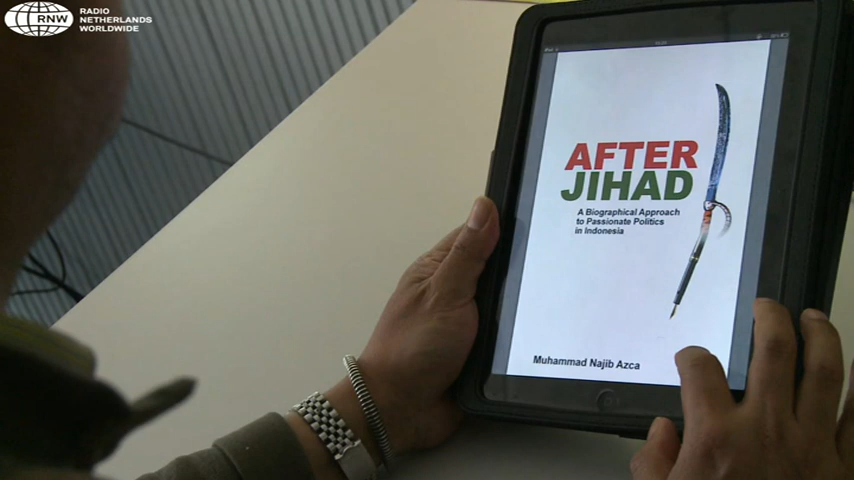 RNW
RADIO
NETHERLANDS
WORLDWIDE
AFTER
JIHAD
A Biographical Approach
to Passionate Politics
in Indonesia
Muhammad Najib Azca